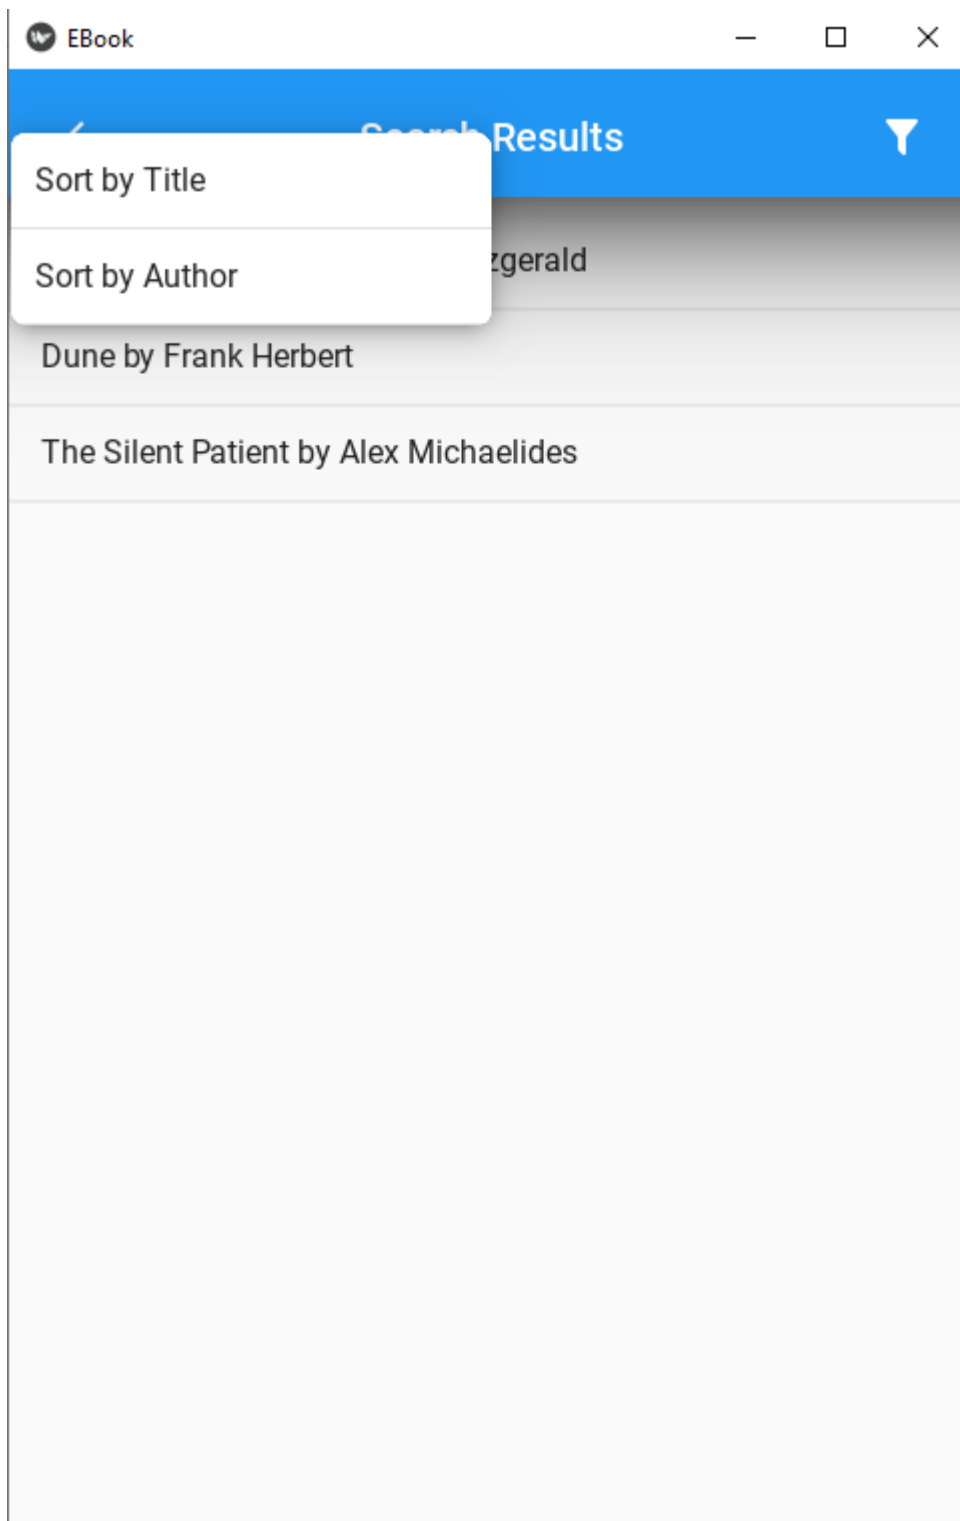 EBook
Results
Sort by Title
Sort by Author
zgerald
Dune by Frank Herbert
The Silent Patient by Alex Michaelides